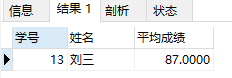 信息 结果 1 剖析 状态
学号 姓名 平均成绩
13 刘三 87.0000